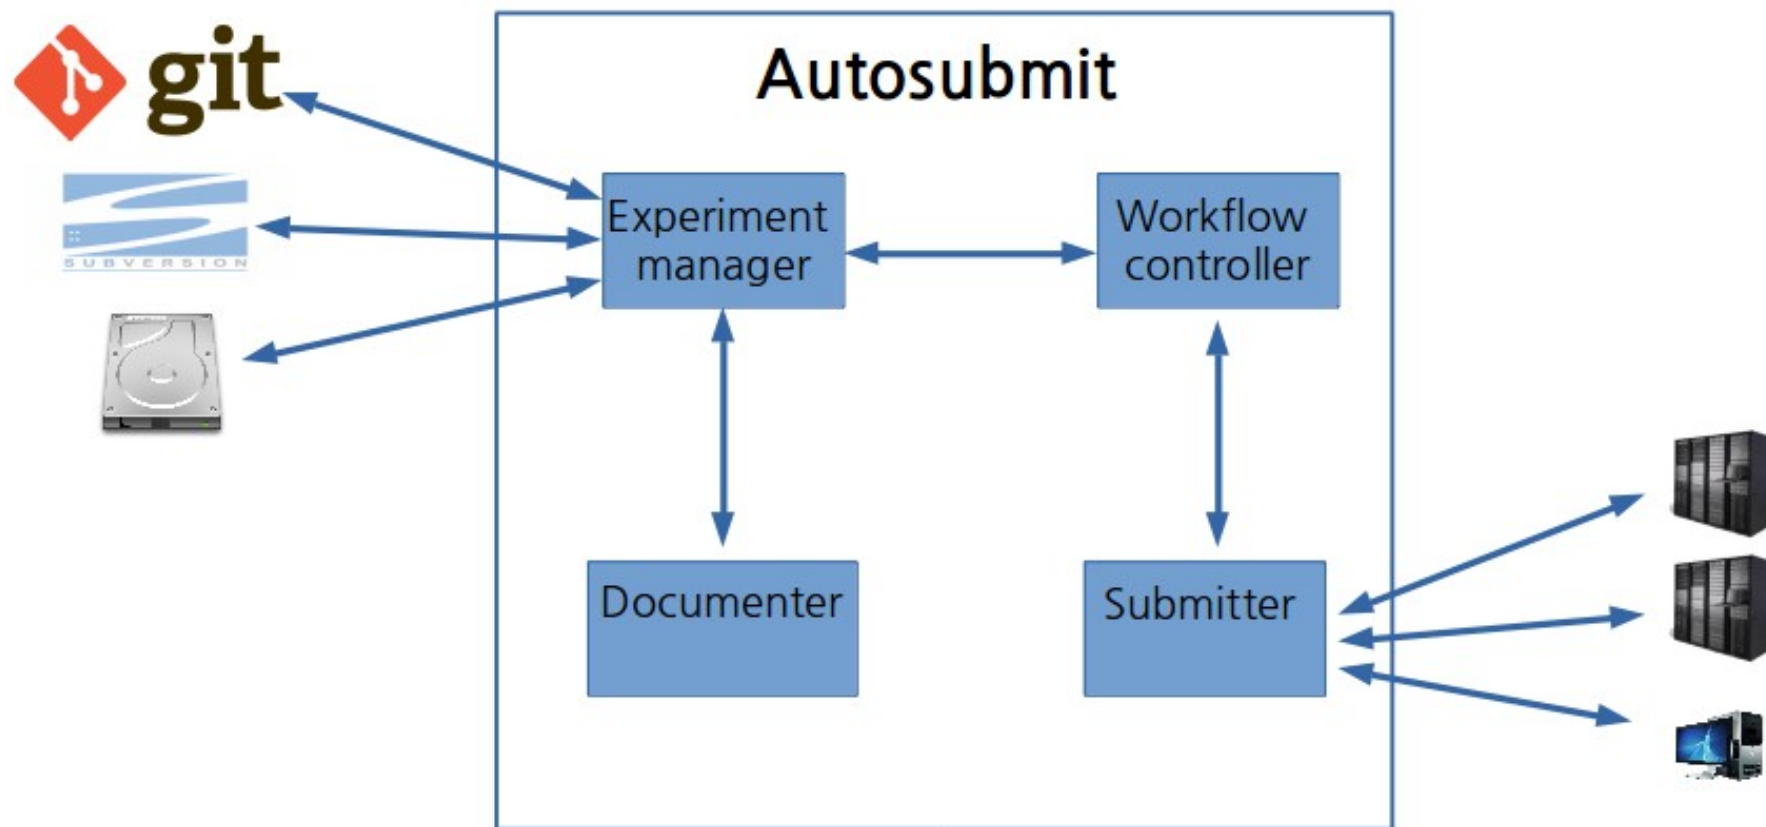 git
Autosubmit
SUBVERSION
Experiment
manager
Workflow
controller
Documenter
Submitter